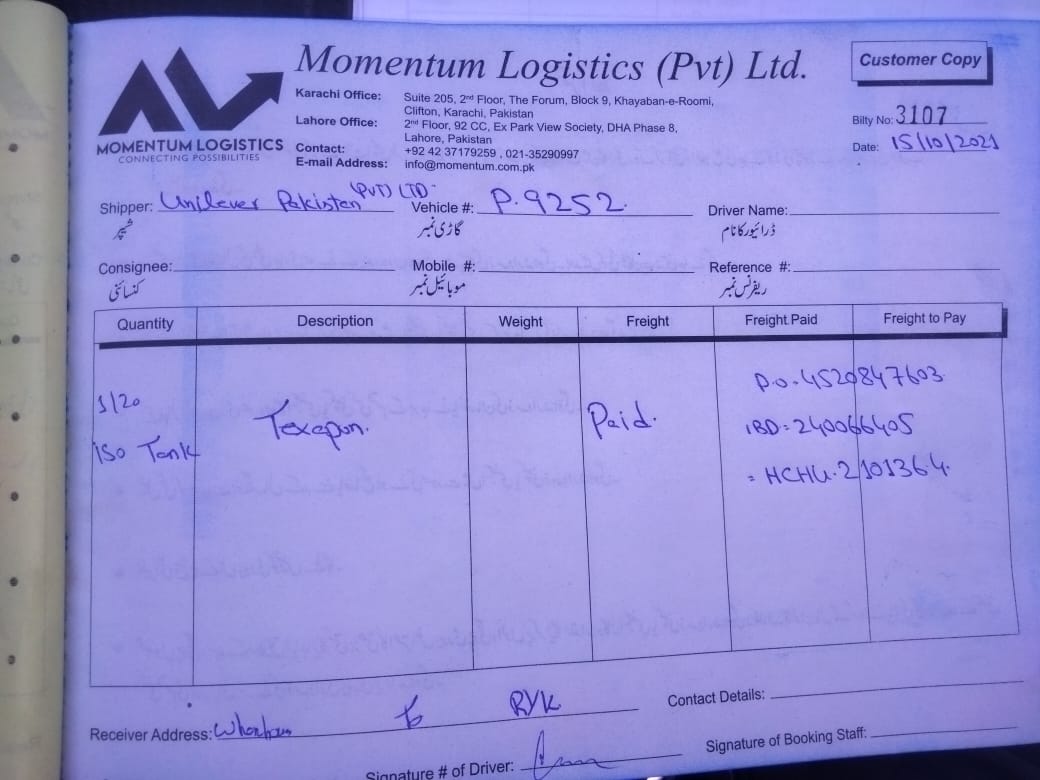 Momentum Logistics (Pvt) Ltd.
Customer Copy
MOMENTUM LOGISTICS
CONNECTING POSSIBILITIES
Karachi Office: Suite 205, 2nd Floor, The Forum, Block 9, Khayaban-e-Roomi,
Clifton, Karachi, Pakistan
Lahore Office: 2nd Floor, 92 CC, Ex Park View Society, DHA Phase 8,
Lahore, Pakistan
Contact: +92 42 37179259 , 021-35290997
E-mail Address: info@momentum.com.pk
Bilty No: 3107
Date: 15/10/2021
Shipper: Unilever Pakistan (PVT) LTD Vehicle #: P.9252 Driver Name:
شپر گاڑی نمبر ڈرائیور کا نام
Consignee: Mobile #: Reference #:
کنسائنی موبائیل نمبر ریفرنس نمبر
Quantity Description Weight Freight Freight Paid Freight to Pay
P.O.4520847603
1/20 Texapon. Paid. IBD=240066405
ISO Tank = HCHU.2101364.
Receiver Address: to RYK Contact Details:
Signature # of Driver: Signature of Booking Staff: